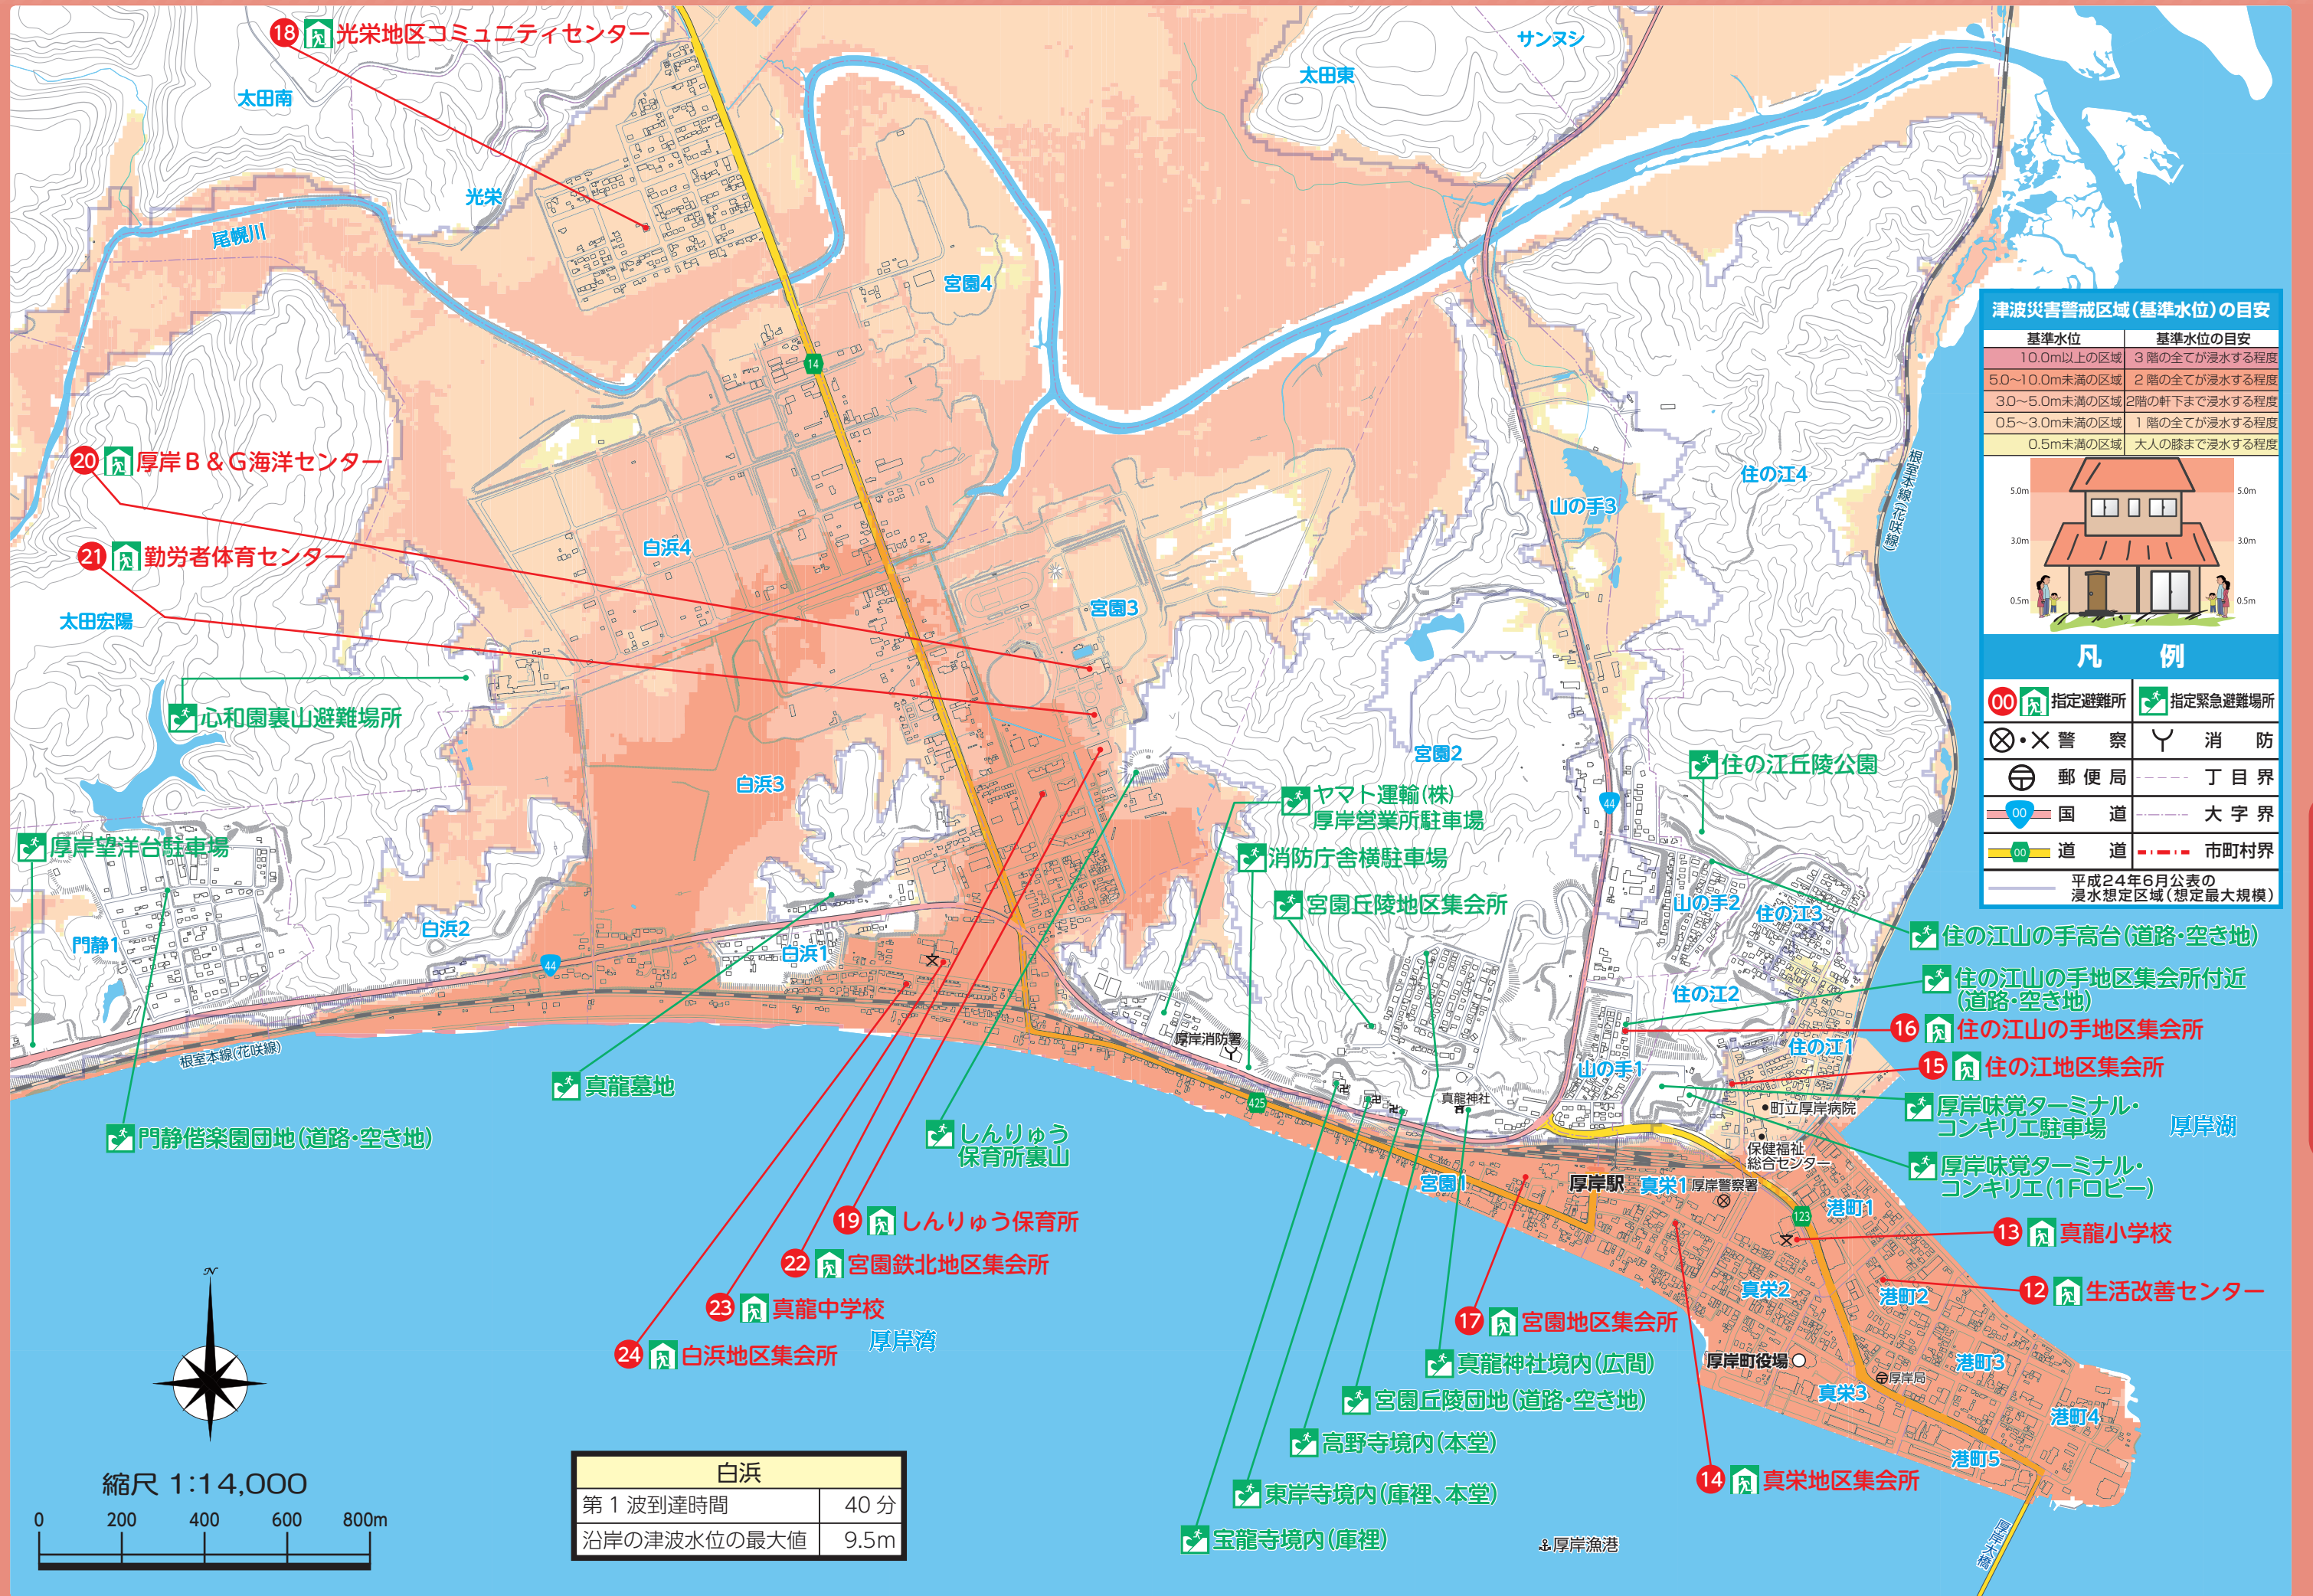 18 光栄地区コミュニティセンター
太田南
光栄
尾幌川
太田東
サンヌシ
宮園4
14
20 厚岸B&G海洋センター
21 勤労者体育センター
太田宏陽
白浜4
宮園3
山の手3
住の江4
根室本線(花咲線)
心和園裏山避難場所
白浜3
宮園2
44
住の江丘陵公園
ヤマト運輸(株)
厚岸営業所駐車場
消防庁舎横駐車場
宮園丘陵地区集会所
厚岸望洋台駐車場
門静1
白浜2
44
白浜1
山の手2
住の江3
住の江2
住の江1
山の手1
住の江山の手高台(道路・空き地)
住の江山の手地区集会所付近
(道路・空き地)
16 住の江山の手地区集会所
15 住の江地区集会所
厚岸味覚ターミナル・
コンキリエ駐車場
厚岸湖
厚岸味覚ターミナル・
コンキリエ(1Fロビー)
根室本線(花咲線)
厚岸消防署
425
真龍神社
町立厚岸病院
保健福祉
総合センター
真龍墓地
門静偕楽園団地(道路・空き地)
しんりゅう
保育所裏山
宮園1
厚岸駅
真栄1
厚岸警察署
港町1
123
13 真龍小学校
12 生活改善センター
港町2
真栄2
19 しんりゅう保育所
22 宮園鉄北地区集会所
23 真龍中学校
24 白浜地区集会所
厚岸湾
17 宮園地区集会所
真龍神社境内(広間)
宮園丘陵団地(道路・空き地)
高野寺境内(本堂)
東岸寺境内(庫裡、本堂)
宝龍寺境内(庫裡)
厚岸町役場
厚岸局
港町3
真栄3
港町4
港町5
14 真栄地区集会所
厚岸漁港
厚岸大橋
N
縮尺 1:14,000
0 200 400 600 800m
白浜
第1波到達時間 40分
沿岸の津波水位の最大値 9.5m
津波災害警戒区域(基準水位)の目安
基準水位 基準水位の目安
10.0m以上の区域 3階の全てが浸水する程度
5.0～10.0m未満の区域 2階の全てが浸水する程度
3.0～5.0m未満の区域 2階の軒下まで浸水する程度
0.5～3.0m未満の区域 1階の全てが浸水する程度
0.5m未満の区域 大人の膝まで浸水する程度
5.0m 5.0m
3.0m 3.0m
0.5m 0.5m
凡例
00 指定避難所 指定緊急避難場所
警察 消防
郵便局 丁目界
00 国道 大字界
00 道道 市町村界
平成24年6月公表の
浸水想定区域(想定最大規模)